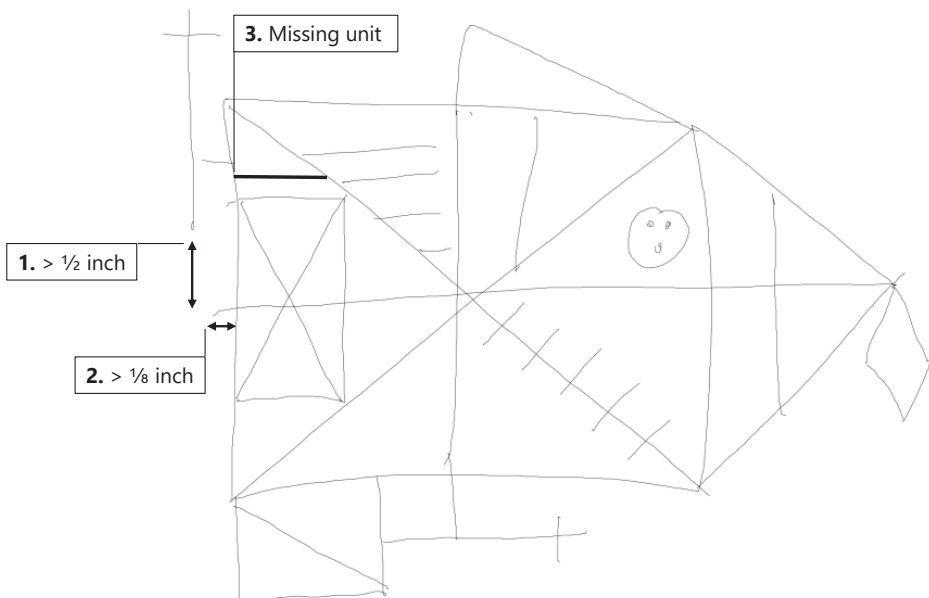 3. Missing unit
1. > ½ inch
2. > ⅛ inch